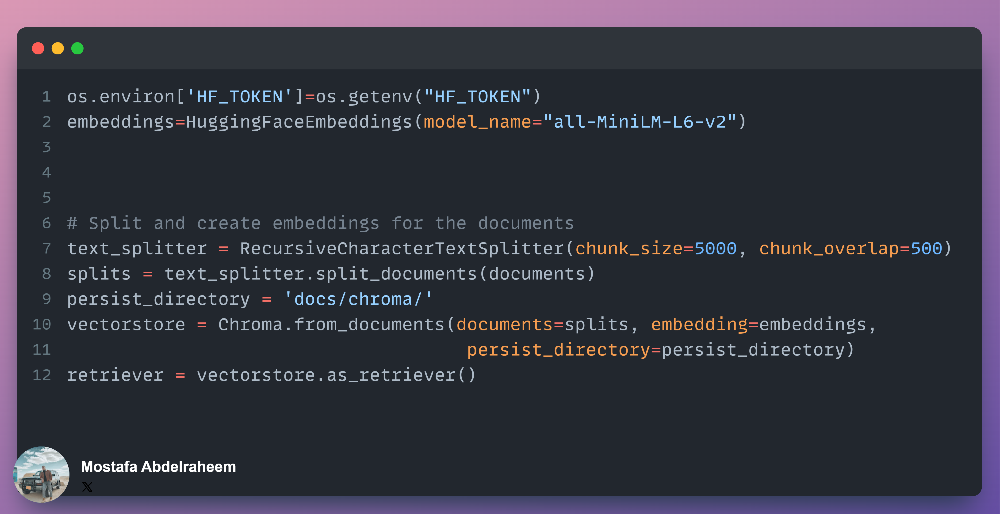 1 os.environ['HF_TOKEN']=os.getenv("HF_TOKEN")
2 embeddings=HuggingFaceEmbeddings(model_name="all-MiniLM-L6-v2")
3
4
5
6 # Split and create embeddings for the documents
7 text_splitter = RecursiveCharacterTextSplitter(chunk_size=5000, chunk_overlap=500)
8 splits = text_splitter.split_documents(documents)
9 persist_directory = 'docs/chroma/'
10 vectorstore = Chroma.from_documents(documents=splits, embedding=embeddings,
11                                      persist_directory=persist_directory)
12 retriever = vectorstore.as_retriever()
Mostafa Abdelraheem